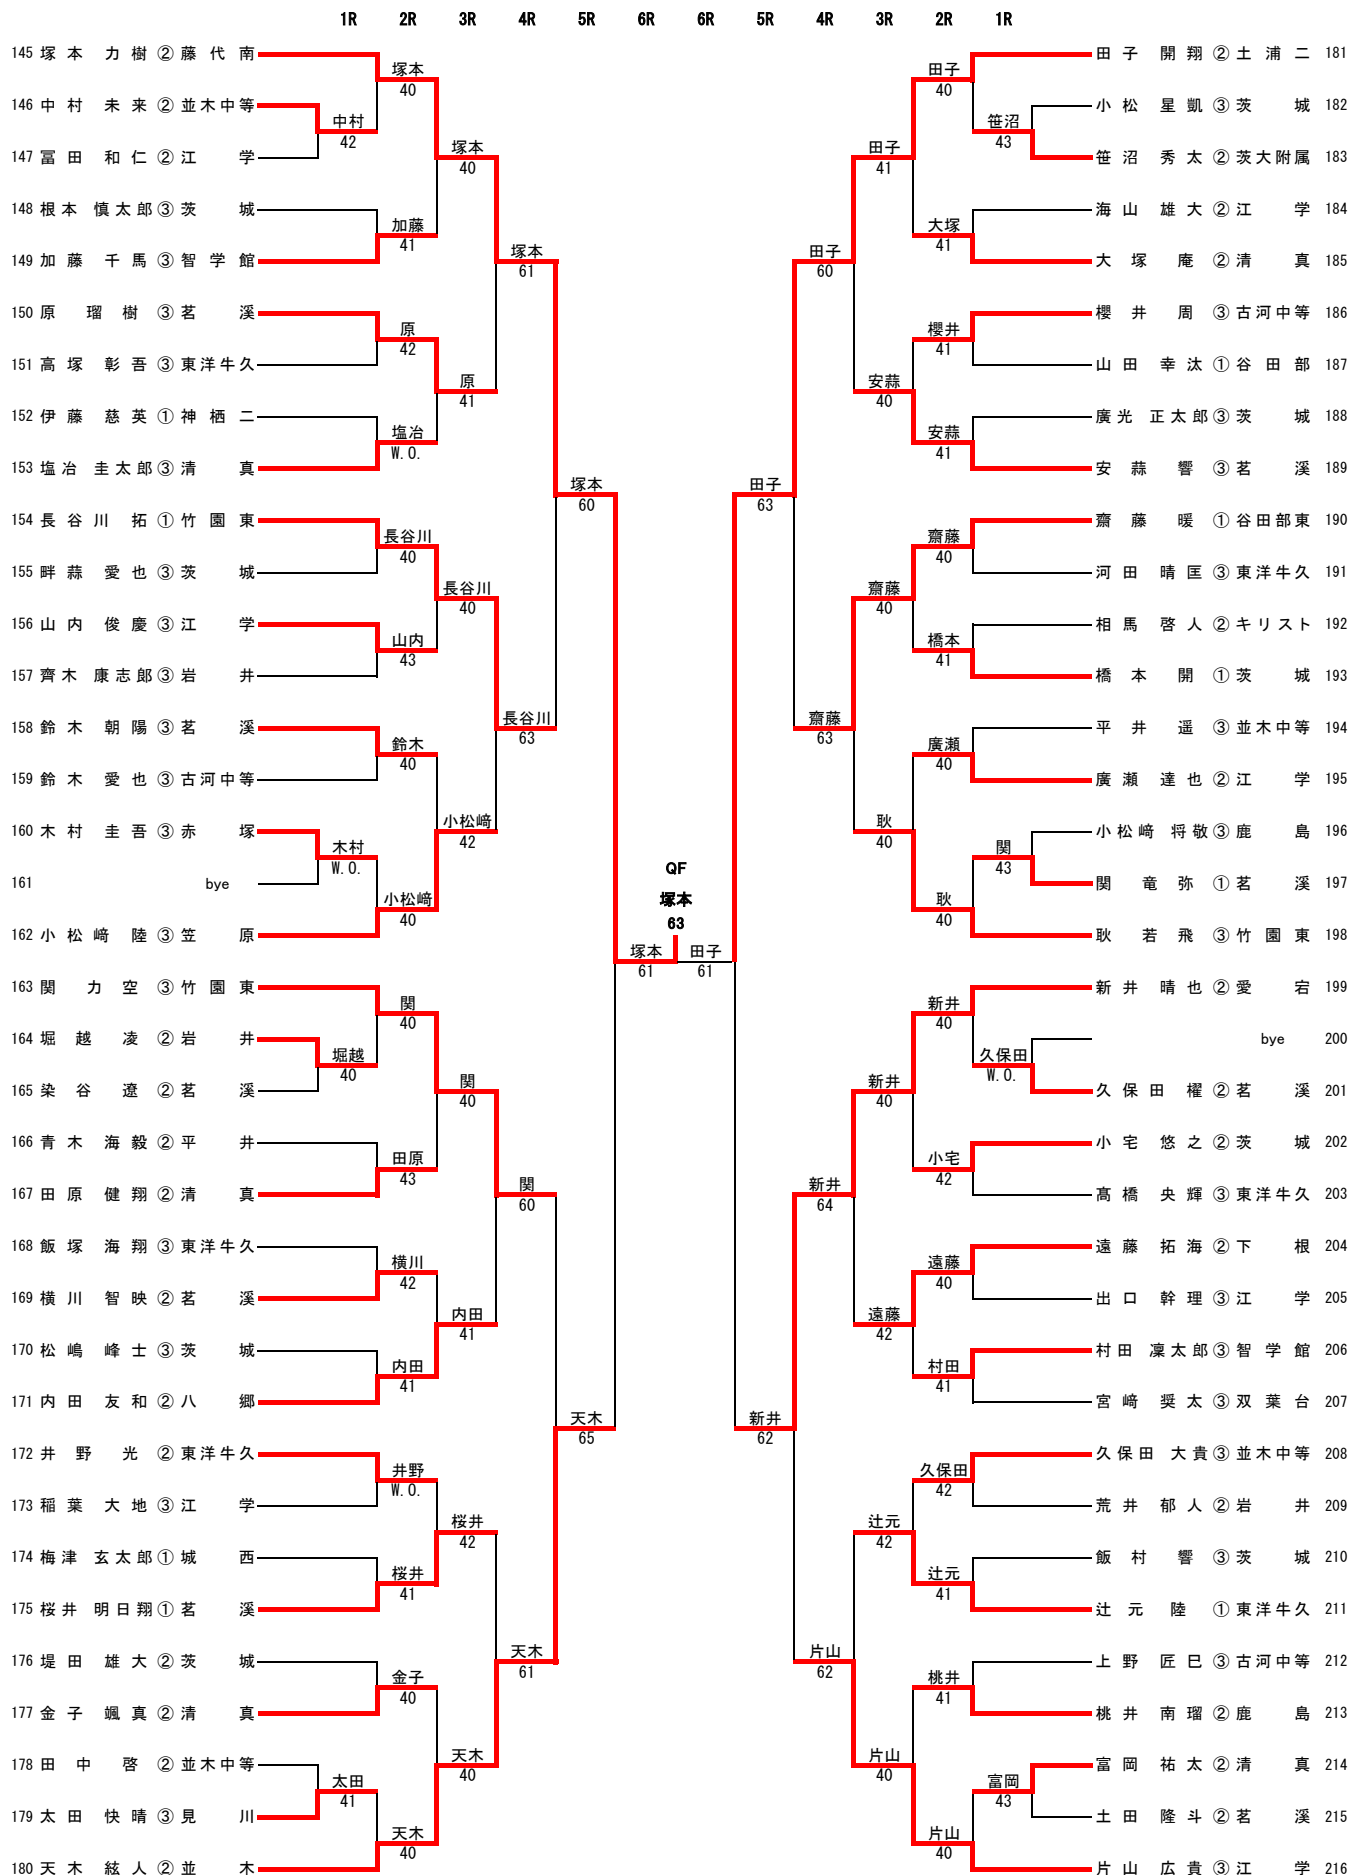 1R 2R 3R 4R 5R 6R 6R 5R 4R 3R 2R 1R
145 塚本 力樹 ② 藤代南
146 中村 未来 ② 並木中等
147 冨田 和仁 ② 江学
148 根本 慎太郎 ③ 茨城
149 加藤 千馬 ③ 智学館
150 原 瑠樹 ③ 茗溪
151 高塚 彰吾 ③ 東洋牛久
152 伊藤 慈英 ① 神栖二
153 塩冶 圭太郎 ③ 清真
154 長谷川 拓 ① 竹園東
155 畔蒜 愛也 ③ 茨城
156 山内 俊慶 ③ 江学
157 齊木 康志郎 ③ 岩井
158 鈴木 朝陽 ③ 茗溪
159 鈴木 愛也 ③ 古河中等
160 木村 圭吾 ③ 赤塚
161 bye
162 小松﨑 陸 ③ 笠原
163 関 力空 ③ 竹園東
164 堀越 凌 ② 岩井
165 染谷 遼 ② 茗溪
166 青木 海毅 ② 平井
167 田原 健翔 ② 清真
168 飯塚 海翔 ③ 東洋牛久
169 横川 智映 ② 茗溪
170 松嶋 峰士 ③ 茨城
171 内田 友和 ② 八郷
172 井野 光 ② 東洋牛久
173 稲葉 大地 ③ 江学
174 梅津 玄太郎 ① 城西
175 桜井 明日翔 ① 茗溪
176 堤田 雄大 ② 茨城
177 金子 颯真 ② 清真
178 田中 啓 ② 並木中等
179 太田 快晴 ③ 見川
180 天木 絃人 ② 並木
中村
42
木村
W.O.
堀越
40
太田
41
塚本
40
加藤
41
原
42
塩冶
W.O.
長谷川
40
山内
43
鈴木
40
小松﨑
40
関
40
田原
43
横川
42
内田
41
井野
W.O.
桜井
41
金子
40
天木
40
塚本
40
原
41
長谷川
40
小松﨑
42
関
40
内田
41
桜井
42
天木
40
塚本
61
長谷川
63
関
60
天木
61
塚本
60
天木
65
塚本
61
QF
塚本
63
田子
61
田子
63
新井
62
田子
60
齋藤
63
新井
64
片山
62
田子
41
安蒜
40
齋藤
40
耿
40
新井
40
遠藤
42
辻元
42
片山
40
田子
40
大塚
41
櫻井
41
安蒜
41
齋藤
40
橋本
41
廣瀬
40
耿
40
新井
40
小宅
42
遠藤
40
村田
41
久保田
42
辻元
41
桃井
41
片山
40
笹沼
43
関
43
久保田
W.O.
富岡
43
田子 開翔 ② 土浦二 181
小松 星凱 ③ 茨城 182
笹沼 秀太 ② 茨大附属 183
海山 雄大 ② 江学 184
大塚 庵 ② 清真 185
櫻井 周 ③ 古河中等 186
山田 幸汰 ① 谷田部 187
廣光 正太郎 ③ 茨城 188
安蒜 響 ③ 茗溪 189
齋藤 暖 ① 谷田部東 190
河田 晴匡 ③ 東洋牛久 191
相馬 啓人 ② キリスト 192
橋本 開 ① 茨城 193
平井 遥 ③ 並木中等 194
廣瀬 達也 ② 江学 195
小松﨑 将敬 ③ 鹿島 196
関 竜弥 ① 茗溪 197
耿 若飛 ③ 竹園東 198
新井 晴也 ② 愛宕 199
bye 200
久保田 櫂 ② 茗溪 201
小宅 悠之 ② 茨城 202
髙橋 央輝 ③ 東洋牛久 203
遠藤 拓海 ② 下根 204
出口 幹理 ③ 江学 205
村田 凜太郎 ③ 智学館 206
宮﨑 奨太 ③ 双葉台 207
久保田 大貴 ③ 並木中等 208
荒井 郁人 ② 岩井 209
飯村 響 ③ 茨城 210
辻元 陸 ① 東洋牛久 211
上野 匠巳 ③ 古河中等 212
桃井 南瑠 ② 鹿島 213
富岡 祐太 ② 清真 214
土田 隆斗 ② 茗溪 215
片山 広貴 ③ 江学 216